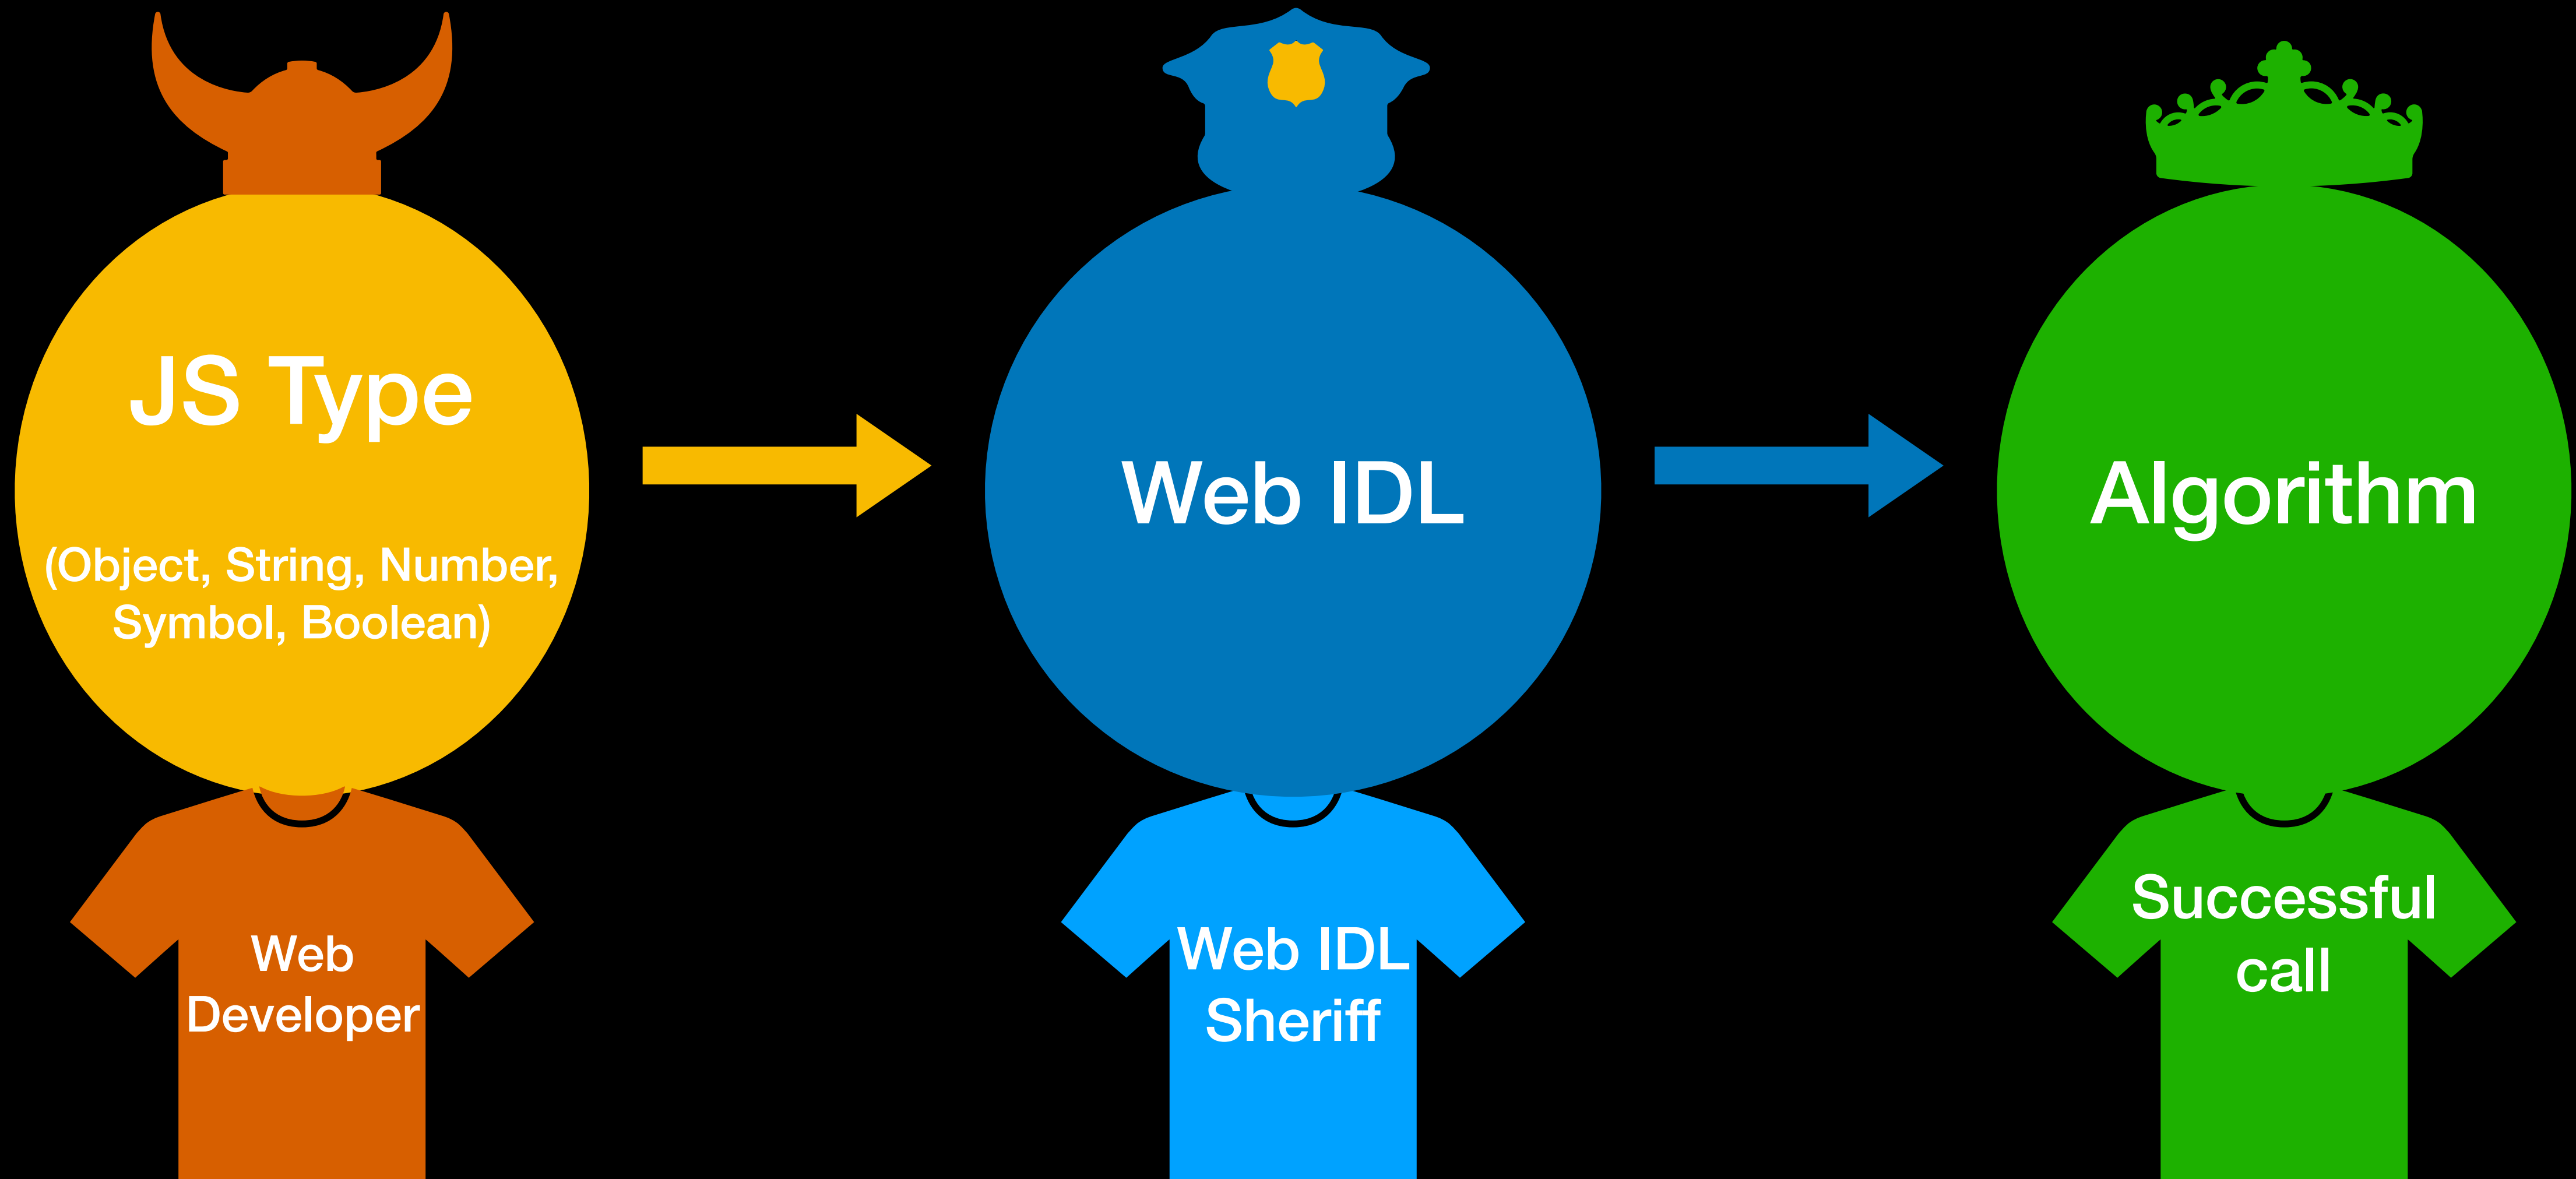 JS Type
(Object, String, Number,
Symbol, Boolean)
Web
Developer
Web IDL
Web IDL
Sheriff
Algorithm
Successful
call